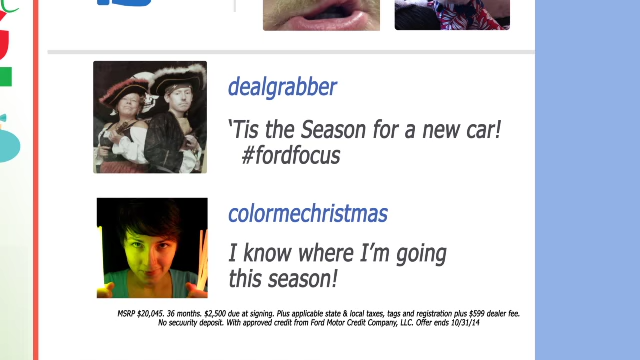 dealgrabber
‘Tis the Season for a new car!
#fordfocus
colormechristmas
I know where I’m going
this season!
MSRP $20,045. 36 months. $2,500 due at signing. Plus applicable state & local taxes, tags and registration plus $599 dealer fee.
No secuurity deposit. With approved credit from Ford Motor Credit Company, LLC. Offer ends 10/31/14